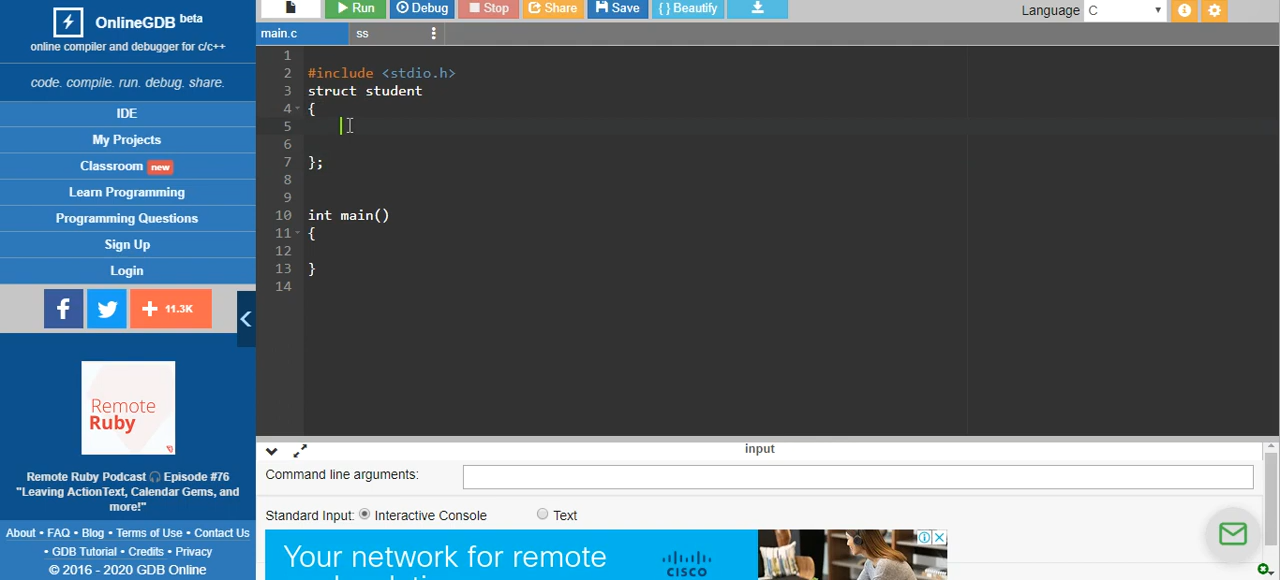 OnlineGDB beta
online compiler and debugger for c/c++
code. compile. run. debug. share.
IDE
My Projects
Classroom new
Learn Programming
Programming Questions
Sign Up
Login
+ 11.3K
Remote
Ruby
Remote Ruby Podcast 🎧 Episode #76
"Leaving ActionText, Calendar Gems, and
more!"
About • FAQ • Blog • Terms of Use • Contact Us
• GDB Tutorial • Credits • Privacy
© 2016 - 2020 GDB Online
Run Debug Stop Share Save { } Beautify
Language C
main.c ss
1
2 #include <stdio.h>
3 struct student
4 {
5
6
7 };
8
9
10 int main()
11 {
12
13 }
14
input
Command line arguments:
Standard Input: Interactive Console Text
Your network for remote
cisco